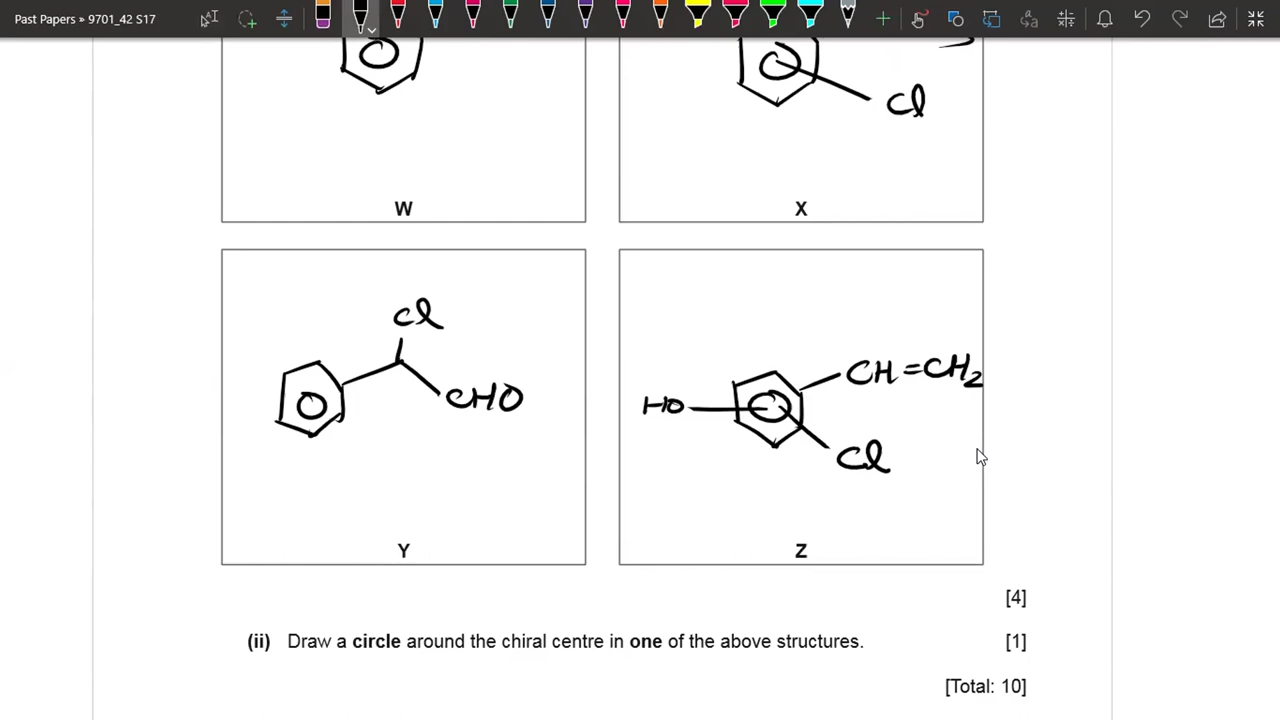 Past Papers » 9701_42 S17
Cl
W
X
Cl
CHO
HO
CH=CH2
Cl
Y
Z
[4]
(ii) Draw a circle around the chiral centre in one of the above structures. [1]
[Total: 10]